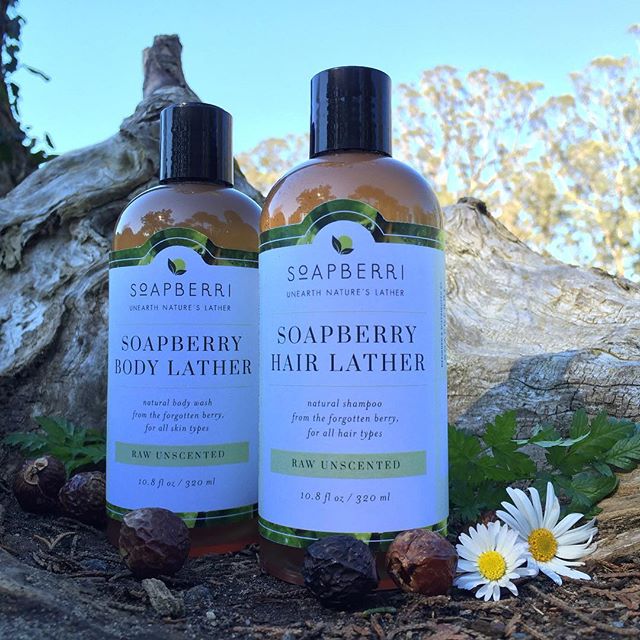 SOAPBERRI
UNEARTH NATURE'S LATHER
SOAPBERRY
BODY LATHER
natural body wash
from the forgotten berry,
for all skin types
RAW UNSCENTED
10.8 fl oz / 320 ml
SOAPBERRI
UNEARTH NATURE'S LATHER
SOAPBERRY
HAIR LATHER
natural shampoo
from the forgotten berry,
for all hair types
RAW UNSCENTED
10.8 fl oz / 320 ml